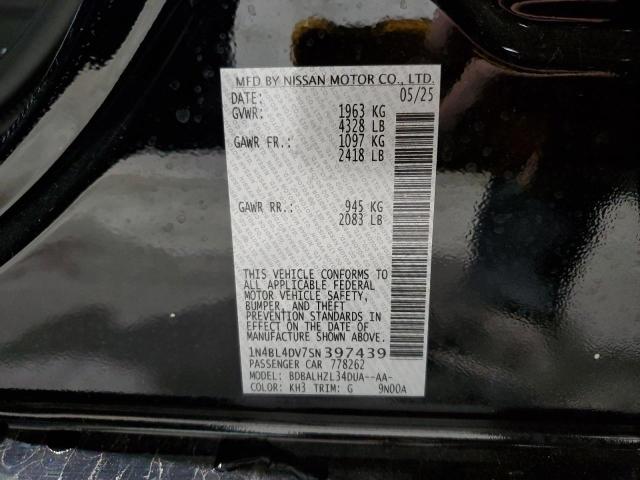 MFD BY NISSAN MOTOR CO., LTD.
DATE: 05/25
GVWR: 1963 KG
4328 LB
GAWR FR.: 1097 KG
2418 LB
GAWR RR.: 945 KG
2083 LB
THIS VEHICLE CONFORMS TO
ALL APPLICABLE FEDERAL
MOTOR VEHICLE SAFETY,
BUMPER, AND THEFT
PREVENTION STANDARDS IN
EFFECT ON THE DATE OF
MANUFACTURE SHOWN ABOVE.
1N4BL4DV7SN397439
PASSENGER CAR 778262
MODEL: BDBALHZL34DUA--AA-
COLOR: KH3 TRIM: G 9N00A